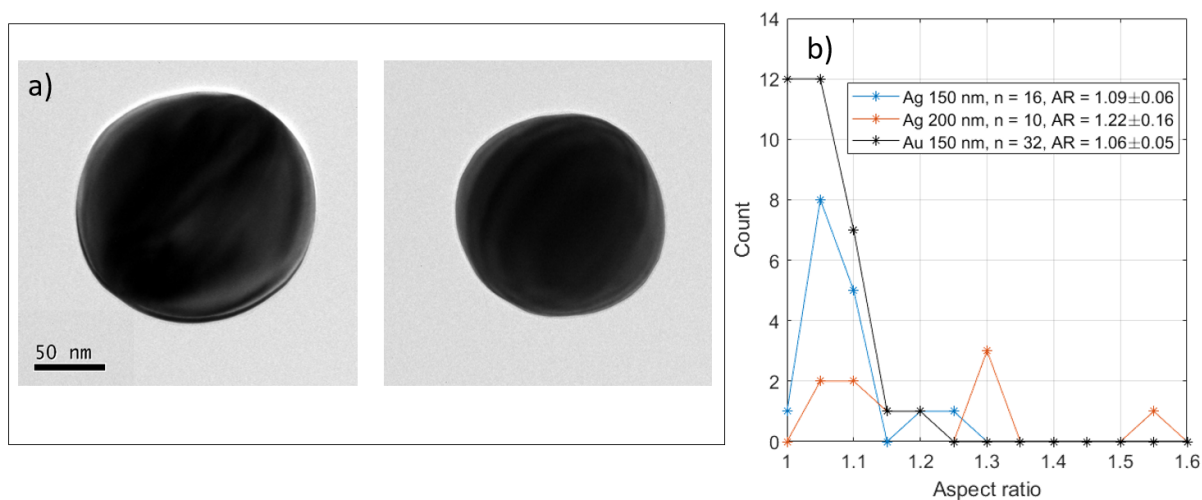 a)
50 nm
b)
14
12
10
8
6
4
2
0
Count
Ag 150 nm, n = 16, AR = 1.09±0.06
Ag 200 nm, n = 10, AR = 1.22±0.16
Au 150 nm, n = 32, AR = 1.06±0.05
1 1.1 1.2 1.3 1.4 1.5 1.6
Aspect ratio